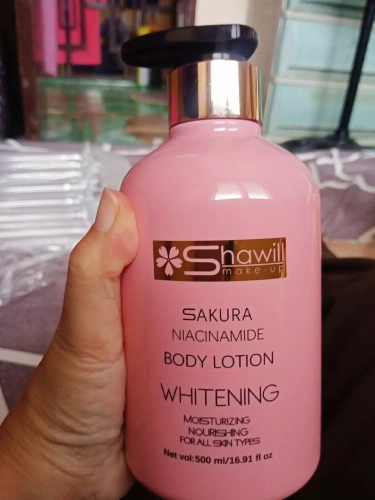 Shawill
make-up
SAKURA
NIACINAMIDE
BODY LOTION
WHITENING
MOISTURIZING
NOURISHING
FOR ALL SKIN TYPES
Net vol:500 ml/16.91 fl oz